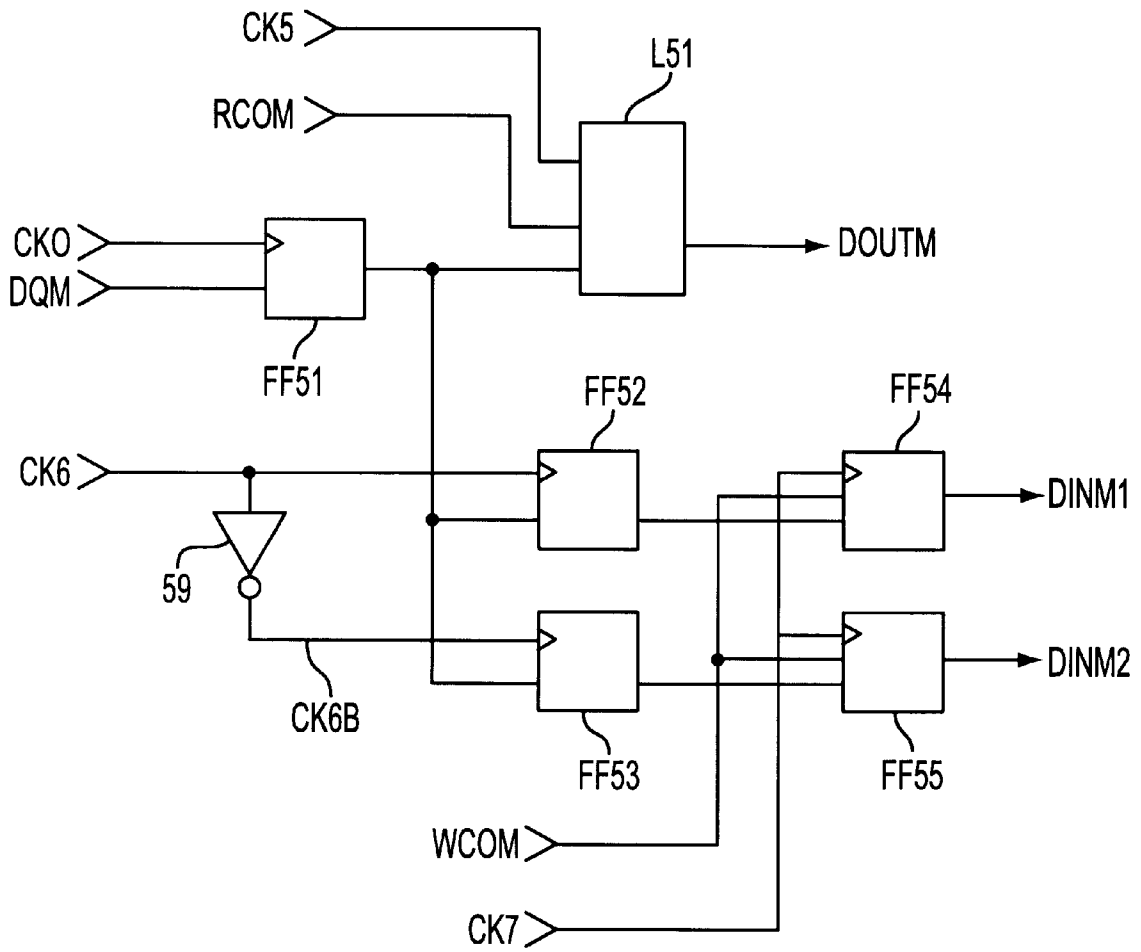 CK5
L51
RCOM
CKO
DOUTM
DQM
FF51
FF52
FF54
CK6
DINM1
59
DINM2
CK6B
FF53
FF55
WCOM
CK7